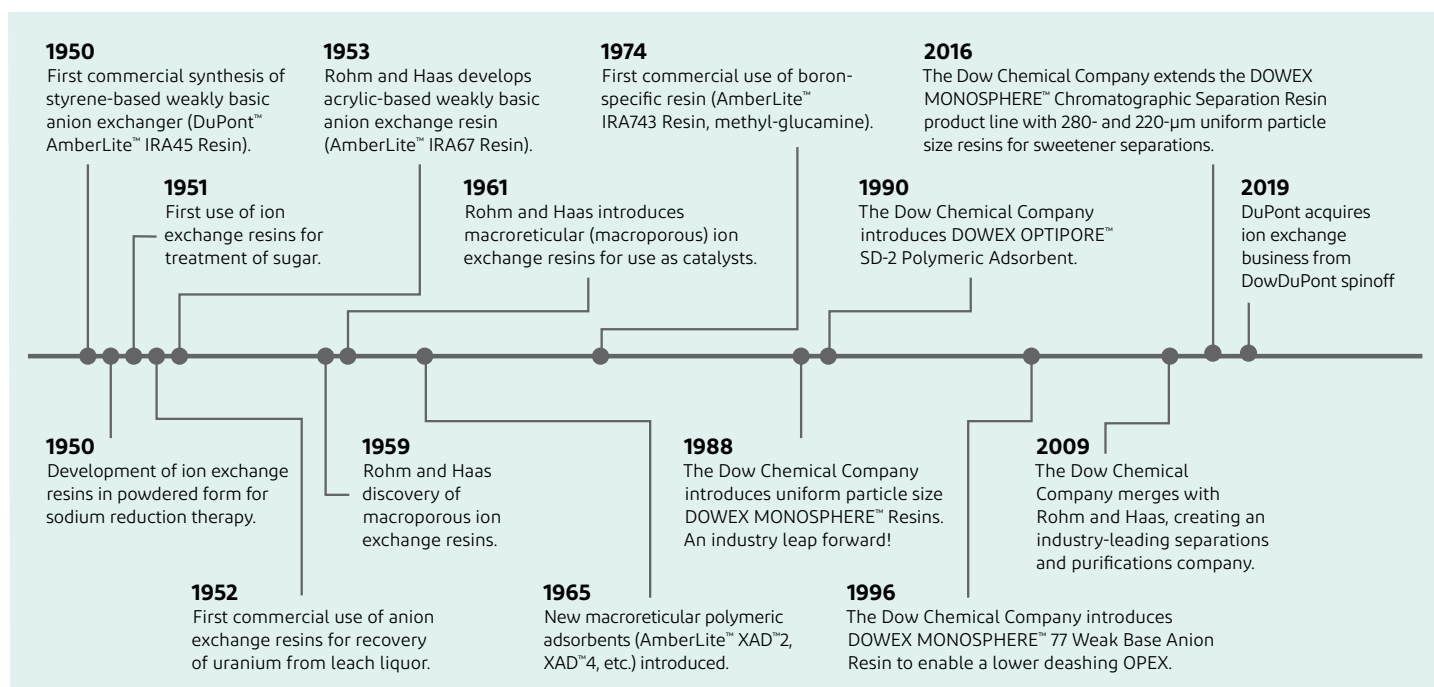 1950
First commercial synthesis of
styrene-based weakly basic
anion exchanger (DuPont™
AmberLite™ IRA45 Resin).
1951
First use of ion
exchange resins for
treatment of sugar.
1953
Rohm and Haas develops
acrylic-based weakly basic
anion exchange resin
(AmberLite™ IRA67 Resin).
1961
Rohm and Haas introduces
macroreticular (macroporous) ion
exchange resins for use as catalysts.
1974
First commercial use of boron-
specific resin (AmberLite™
IRA743 Resin, methyl-glucamine).
1990
The Dow Chemical Company
introduces DOWEX OPTIPORE™
SD-2 Polymeric Adsorbent.
2016
The Dow Chemical Company extends the DOWEX
MONOSPHERE™ Chromatographic Separation Resin
product line with 280- and 220-µm uniform particle
size resins for sweetener separations.
2019
DuPont acquires
ion exchange
business from
DowDuPont spinoff
1950
Development of ion exchange
resins in powdered form for
sodium reduction therapy.
1952
First commercial use of anion
exchange resins for recovery
of uranium from leach liquor.
1959
Rohm and Haas
discovery of
macroporous ion
exchange resins.
1965
New macroreticular polymeric
adsorbents (AmberLite™ XAD™2,
XAD™4, etc.) introduced.
1988
The Dow Chemical Company
introduces uniform particle size
DOWEX MONOSPHERE™ Resins.
An industry leap forward!
1996
The Dow Chemical Company introduces
DOWEX MONOSPHERE™ 77 Weak Base Anion
Resin to enable a lower deashing OPEX.
2009
The Dow Chemical
Company merges with
Rohm and Haas, creating an
industry-leading separations
and purifications company.